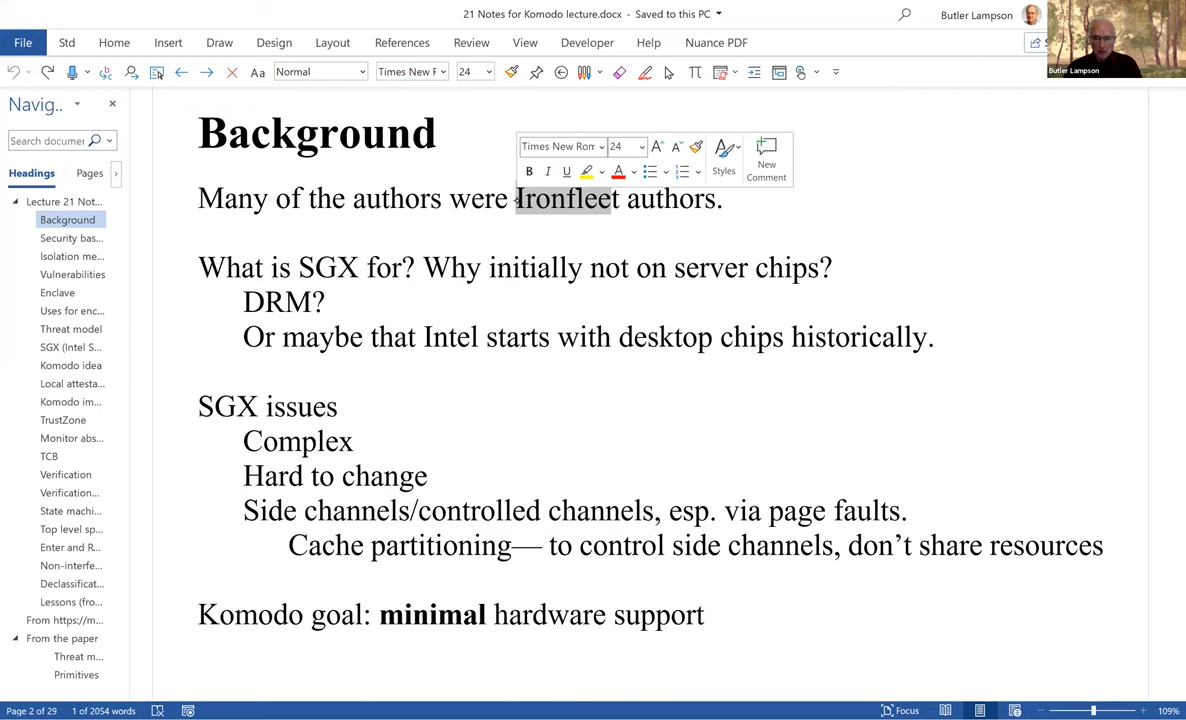 21 Notes for Komodo lecture.docx - Saved to this PC
Butler Lampson
Butler Lampson
File Std Home Insert Draw Design Layout References Review View Developer Help Nuance PDF
Aa Normal Times New F 24
Navig..
Search documer
Headings Pages
Lecture 21 Not...
Background
Security bas...
Isolation me...
Vulnerabilities
Enclave
Uses for enc...
Threat model
SGX (Intel S...
Komodo idea
Local attesta...
Komodo im...
TrustZone
Monitor abs...
TCB
Verification
Verification...
State machi...
Top level sp...
Enter and R...
Non-interfe...
Declassificat...
Lessons (fro...
From https://m...
From the paper
Threat m...
Primitives
Background
Times New Rom 24
B I U A
Styles
New
Comment
Many of the authors were Ironfleet authors.
What is SGX for? Why initially not on server chips?
DRM?
Or maybe that Intel starts with desktop chips historically.
SGX issues
Complex
Hard to change
Side channels/controlled channels, esp. via page faults.
Cache partitioning— to control side channels, don’t share resources
Komodo goal: minimal hardware support
Page 2 of 29 1 of 2054 words Focus 109%